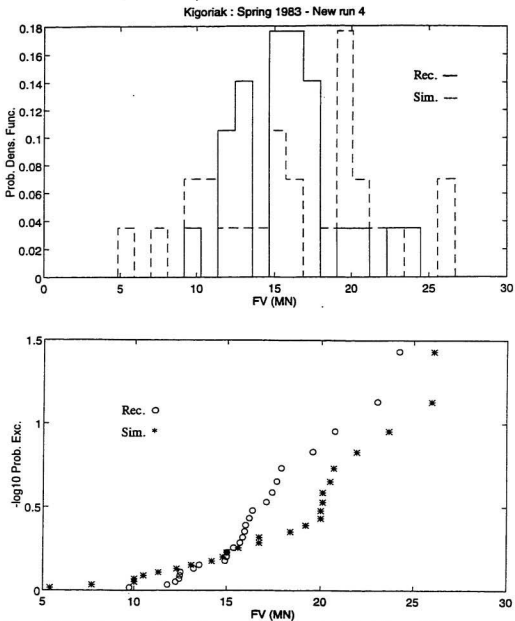 Kigoriak : Spring 1983 - New run 4
0.18
0.16
0.14
0.12
0.1
0.08
0.06
0.04
0.02
0
Prob. Dens. Func.
Rec.
Sim.
0 5 10 15 20 25 30
FV (MN)
1.5
1
0.5
0
-log10 Prob. Exc.
Rec. o
Sim. *
5 10 15 20 25 30
FV (MN)